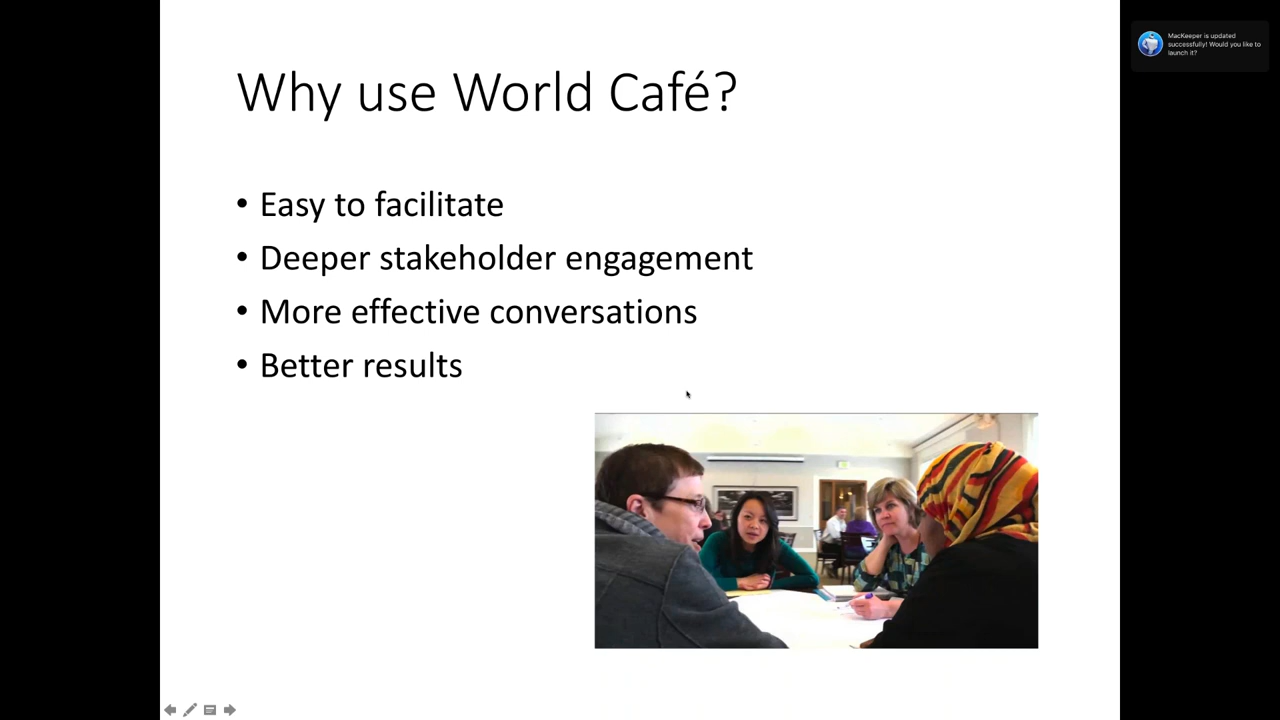 Why use World Café?
• Easy to facilitate
• Deeper stakeholder engagement
• More effective conversations
• Better results
MacKeeper is updated
successfully! Would you like to
launch it?